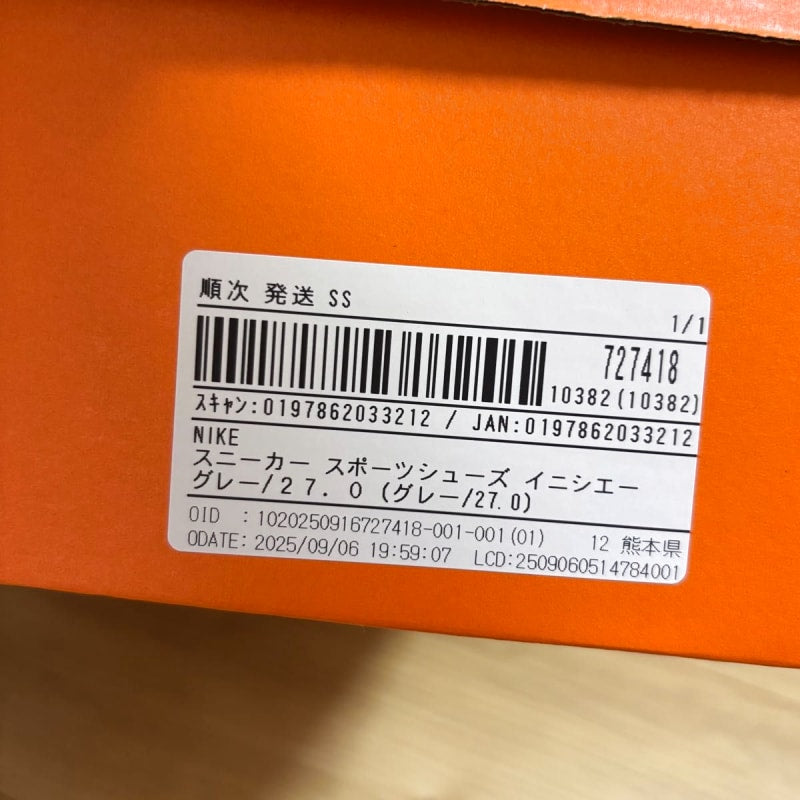 順次 発送 SS
1/1
727418
10382(10382)
スキャン:0197862033212 / JAN:0197862033212
NIKE
スニーカー スポーツシューズ イニシエー
グレー/27.0 (グレー/27.0)
OID :1020250916727418-001-001(01) 12 熊本県
ODATE: 2025/09/06 19:59:07 LCD:2509060514784001